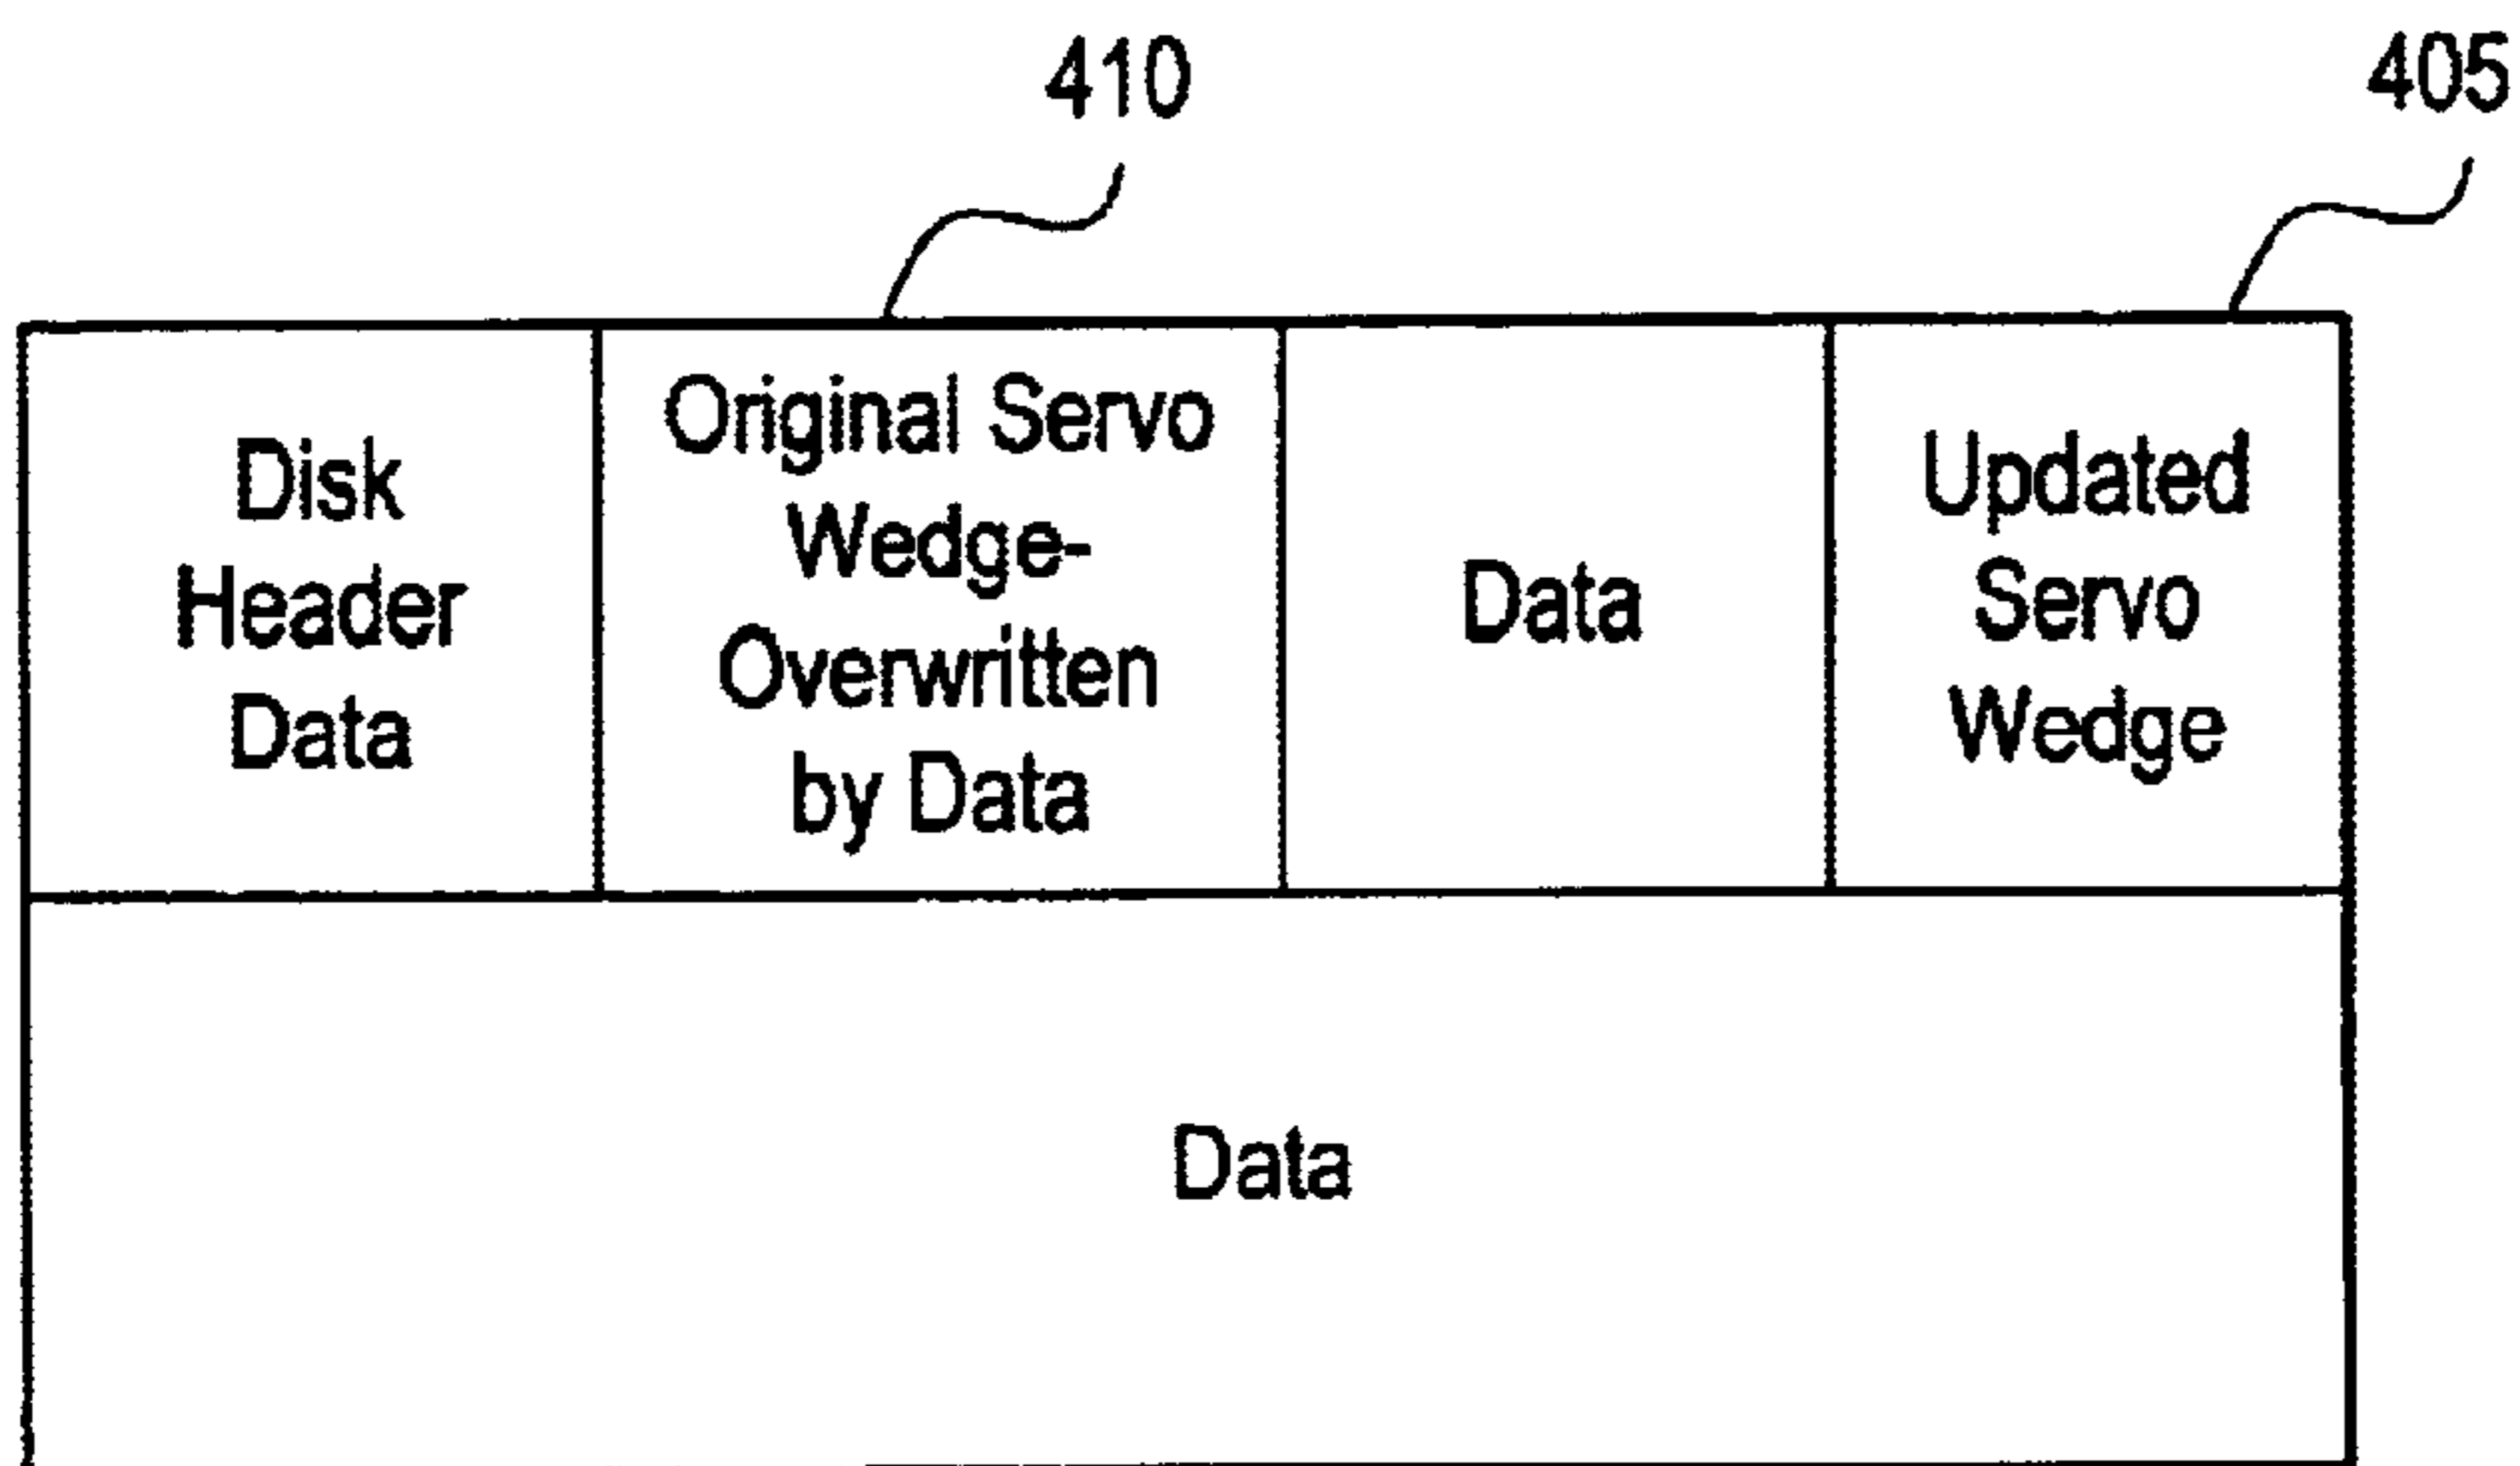 410
405
Disk
Header
Data
Original Servo
Wedge-
Overwritten
by Data
Data
Updated
Servo
Wedge
Data